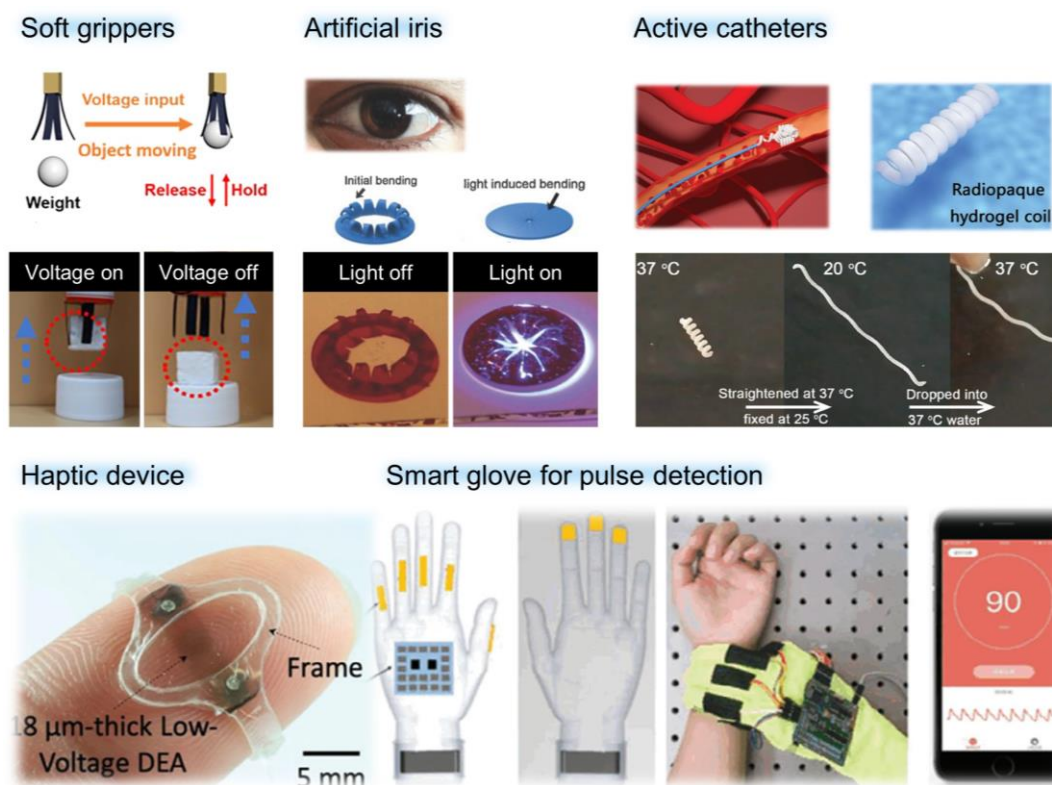 Soft grippers
Voltage input
Object moving
Release
Hold
Weight
Voltage on
Voltage off
Artificial iris
Initial bending
light induced bending
Light off
Light on
Active catheters
Radiopaque
hydrogel coil
37 °C
20 °C
37 °C
Straightened at 37 °C
fixed at 25 °C
Dropped into
37 °C water
Haptic device
Frame
18 µm-thick Low-
Voltage DEA
5 mm
Smart glove for pulse detection
90